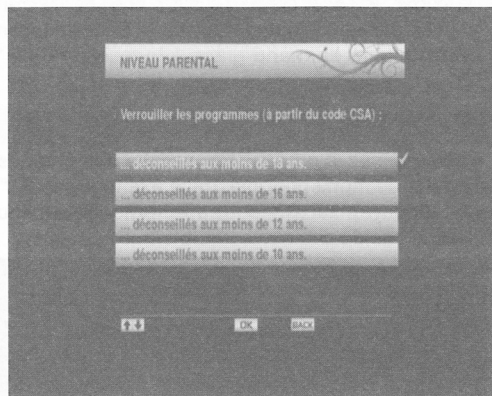 NIVEAU PARENTAL
Verrouiller les programmes (à partir du code CSA) :
... déconseillés aux moins de 18 ans.
... déconseillés aux moins de 16 ans.
... déconseillés aux moins de 12 ans.
... déconseillés aux moins de 10 ans.
OK BACK